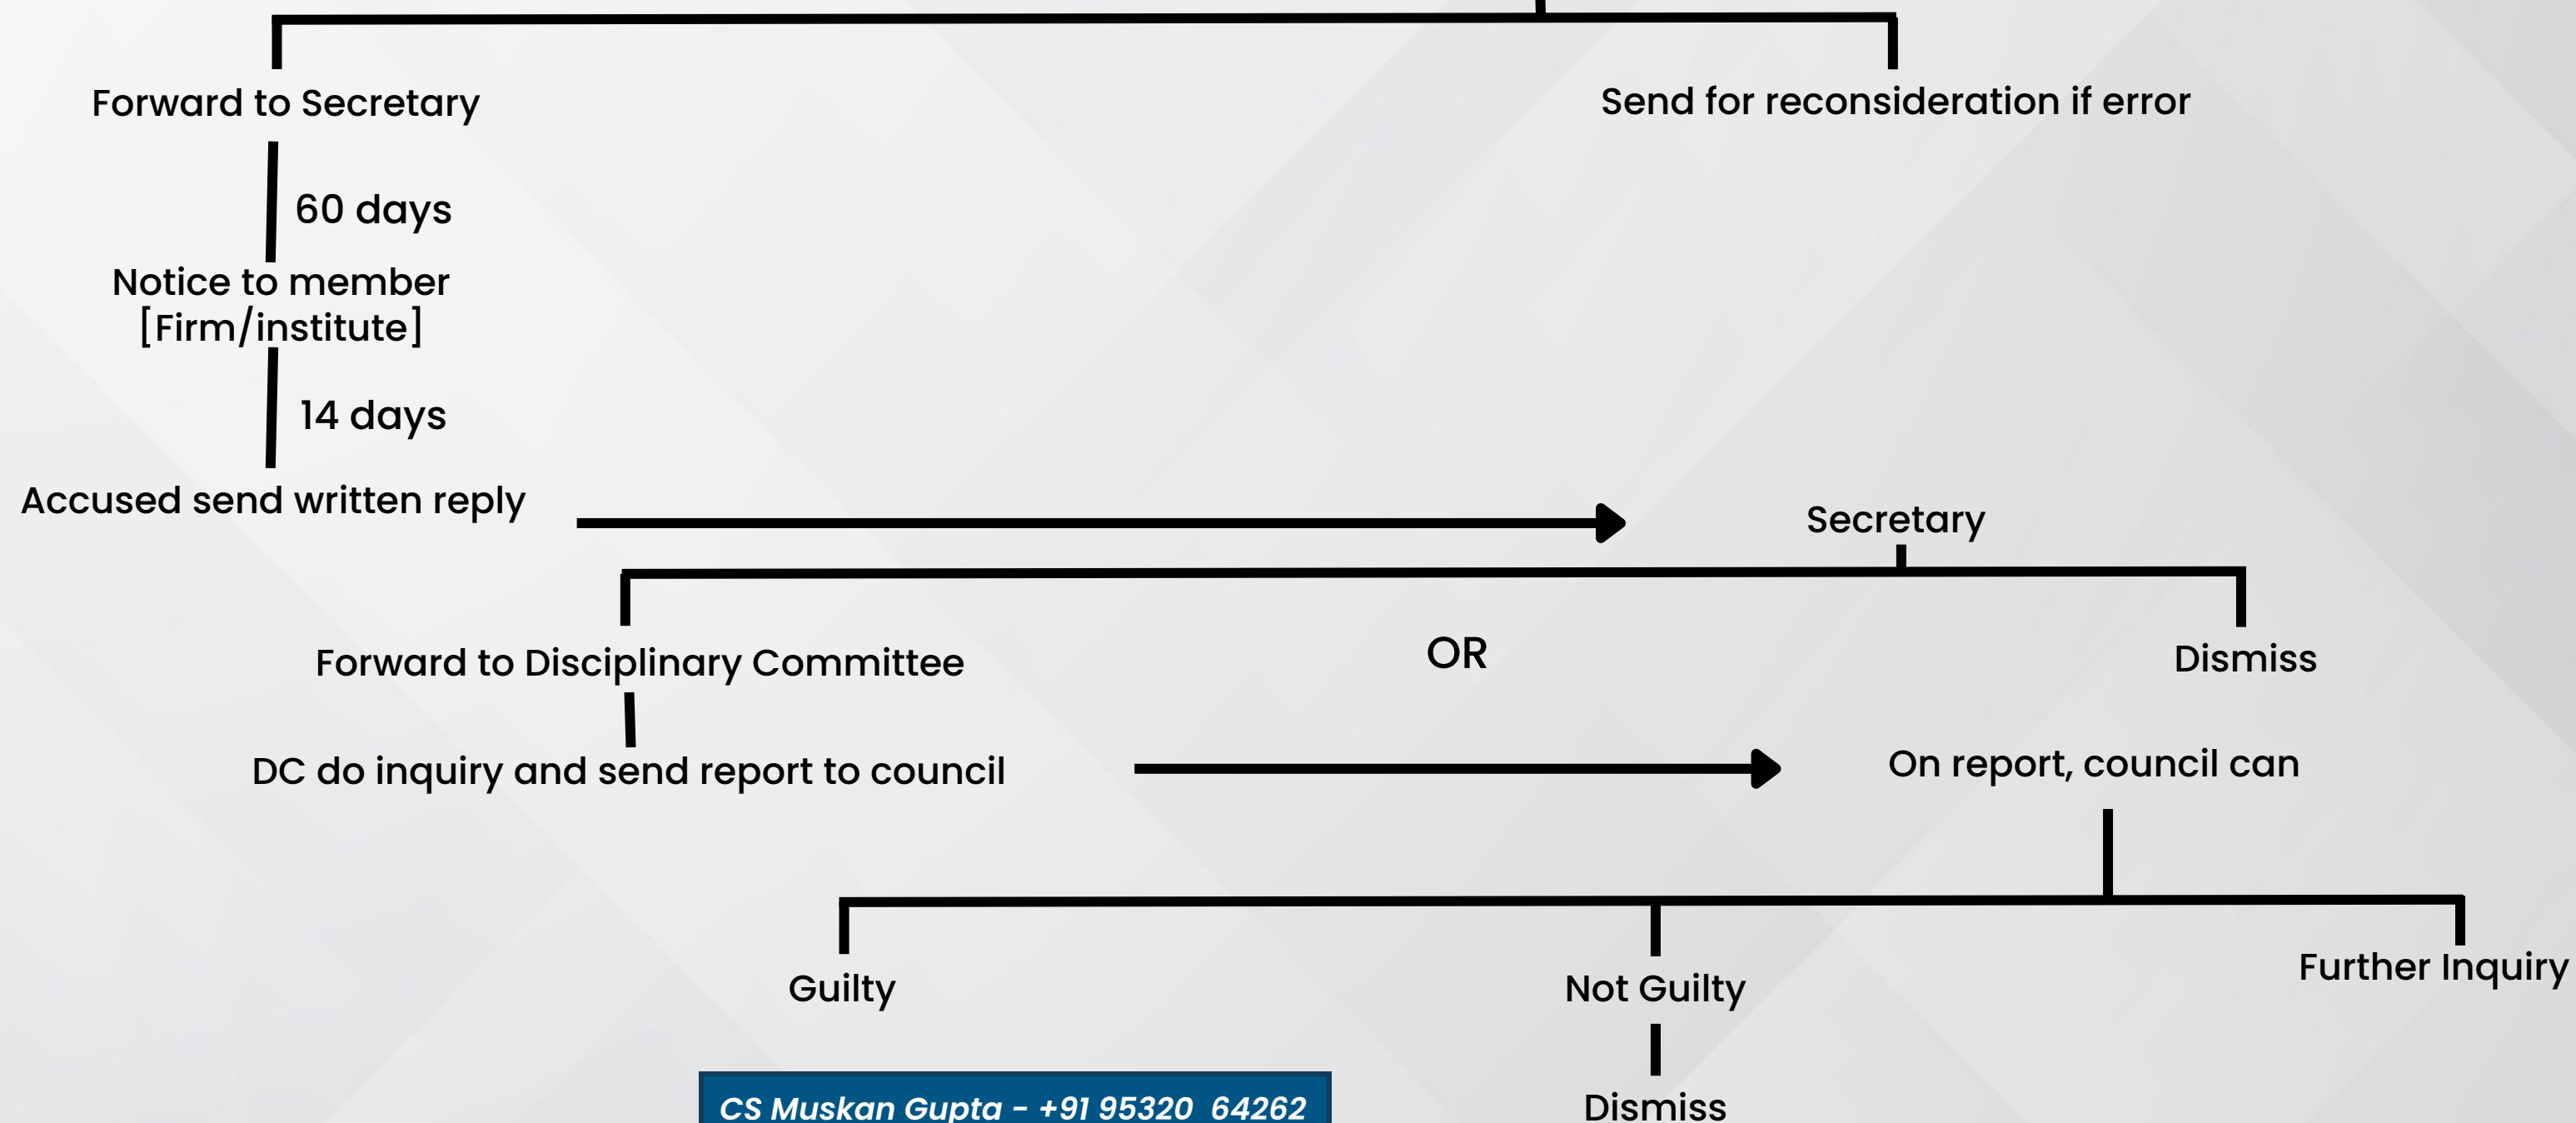 Forward to Secretary
Send for reconsideration if error
60 days
Notice to member
[Firm/institute]
14 days
Accused send written reply
Secretary
Forward to Disciplinary Committee
OR
Dismiss
DC do inquiry and send report to council
On report, council can
Guilty
Not Guilty
Further Inquiry
Dismiss
CS Muskan Gupta - +91 95320 64262